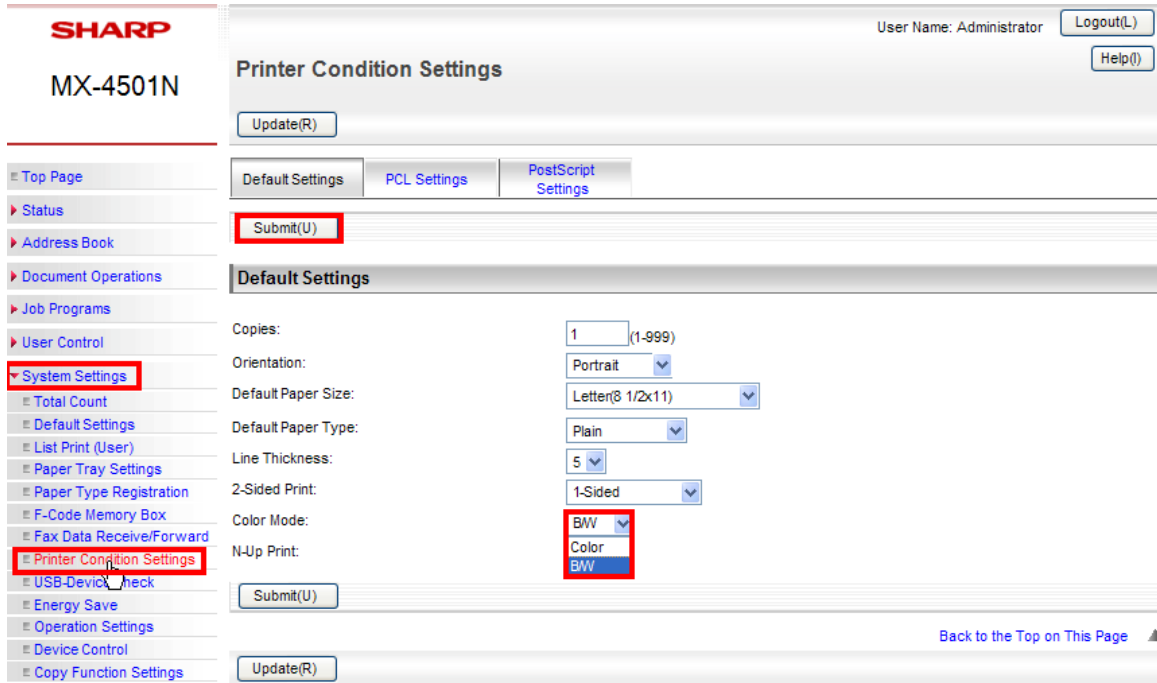 SHARP
MX-4501N
User Name: Administrator
Logout(L)
Printer Condition Settings
Help(I)
Update(R)
Top Page
Status
Address Book
Document Operations
Job Programs
User Control
System Settings
Total Count
Default Settings
List Print (User)
Paper Tray Settings
Paper Type Registration
F-Code Memory Box
Fax Data Receive/Forward
Printer Condition Settings
USB-Device Check
Energy Save
Operation Settings
Device Control
Copy Function Settings
Default Settings
PCL Settings
PostScript
Settings
Submit(U)
Default Settings
Copies: 1 (1-999)
Orientation: Portrait
Default Paper Size: Letter(8 1/2x11)
Default Paper Type: Plain
Line Thickness: 5
2-Sided Print: 1-Sided
Color Mode: B/W
Color
N-Up Print:
B/W
Submit(U)
Back to the Top on This Page
Update(R)